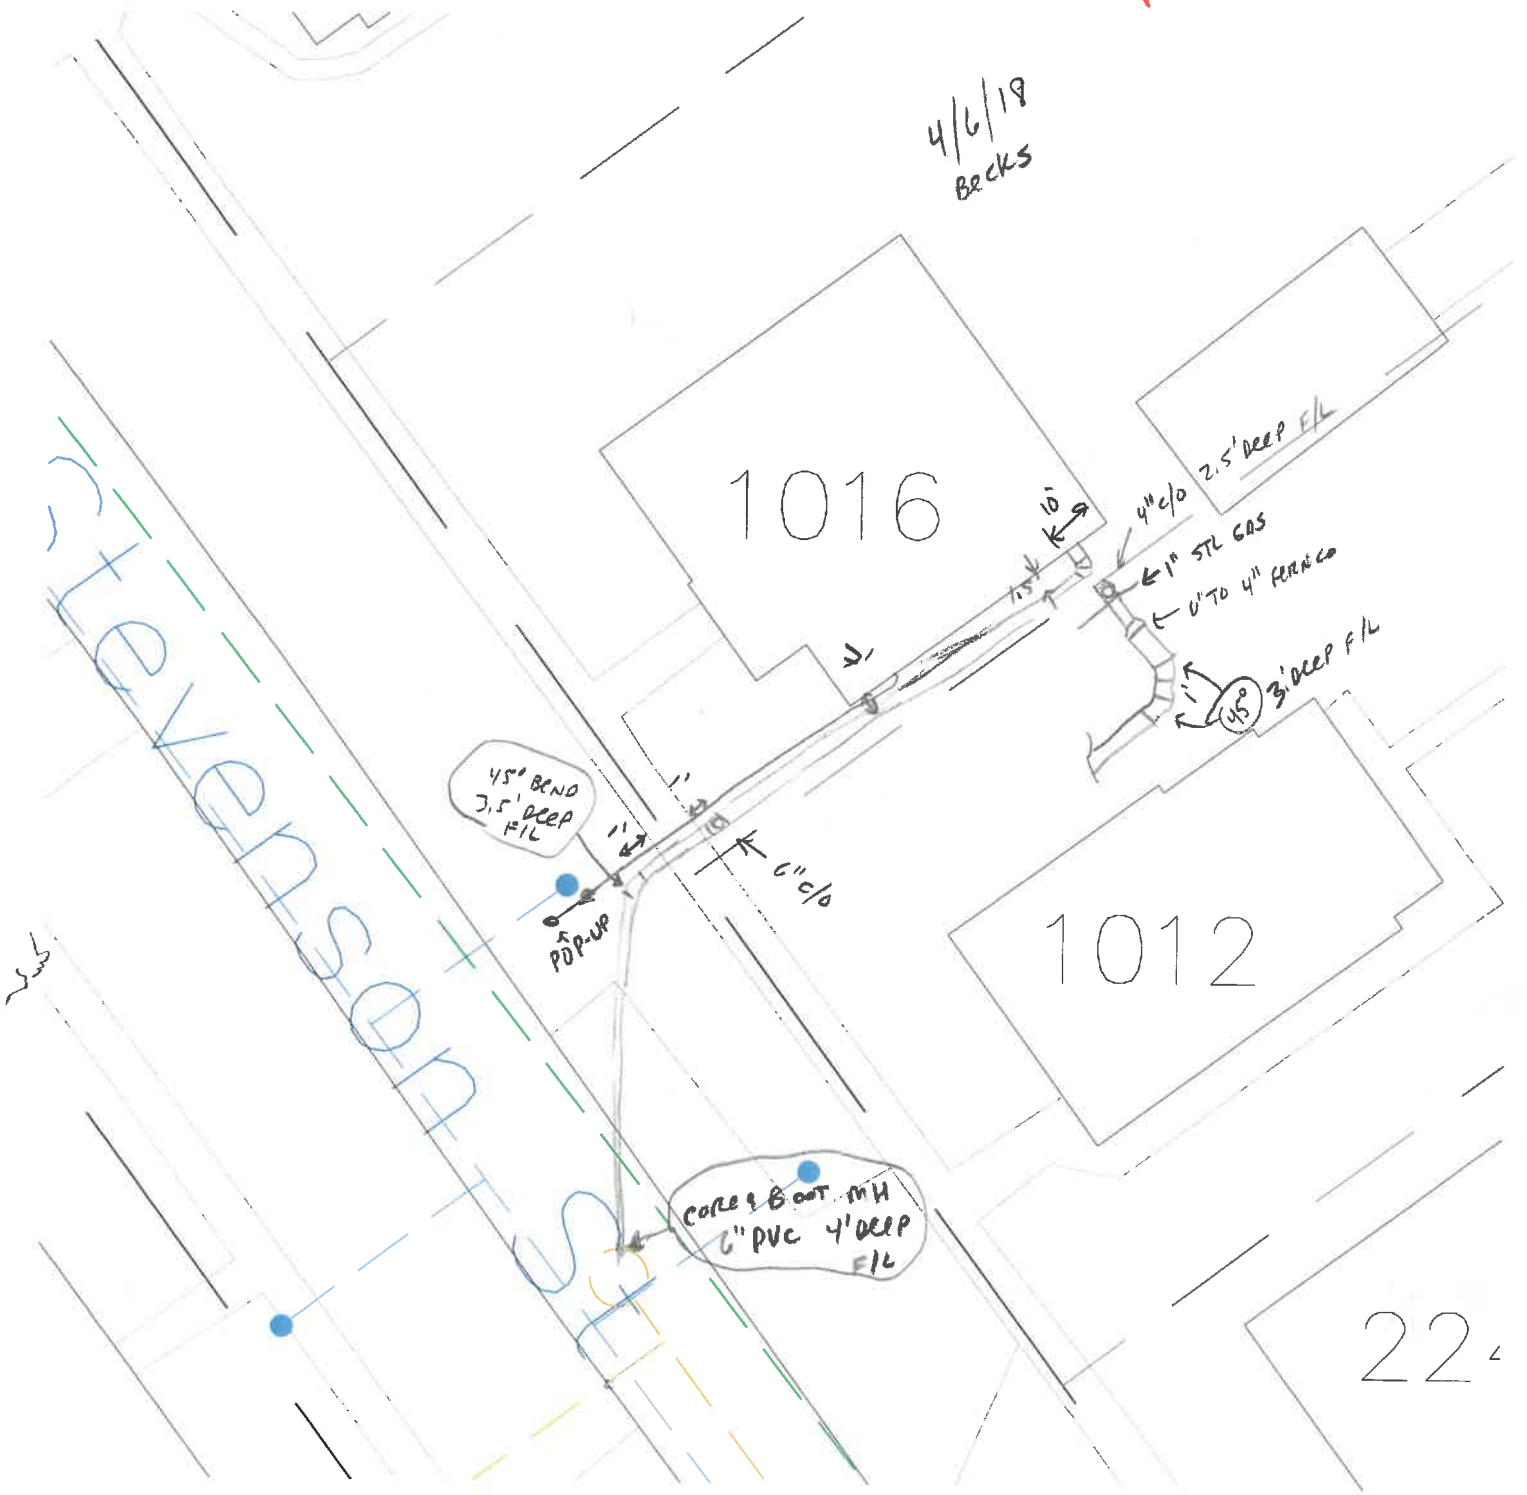 4/6/18
Becks
1016
10'
1.5'
4" c/o 2.5' DEEP F/L
1" STL GAS
6" TO 4" FERNCO
1'
45° 3' DEEP F/L
1'
45° BEND
3.5' DEEP
F/L
1'
1'
6" c/o
POP-UP
1012
Stevenson St
CORE & BOOT MH
6" PVC 4' DEEP
F/L
224